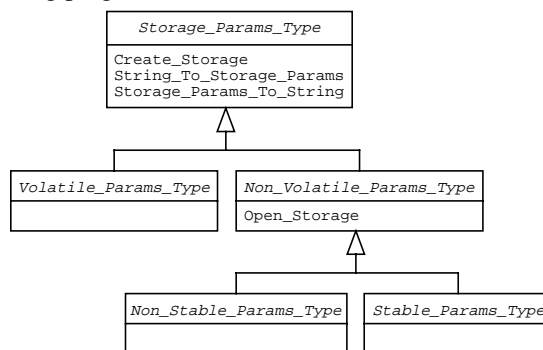 Storage_Params_Type
Create_Storage
String_To_Storage_Params
Storage_Params_To_String
Volatile_Params_Type
Non_Volatile_Params_Type
Open_Storage
Non_Stable_Params_Type
Stable_Params_Type